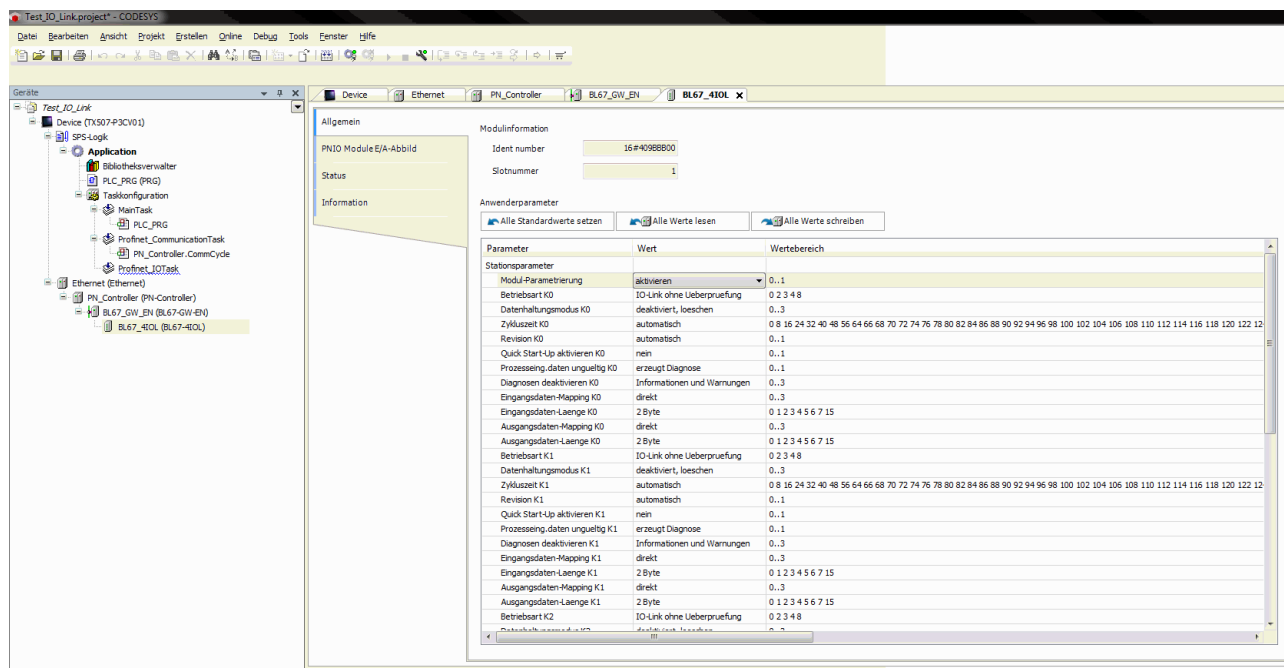 Test_IO_Link.project* - CODESYS
Datei Bearbeiten Ansicht Projekt Erstellen Online Debug Tools Fenster Hilfe
Geräte
Test_IO_Link
Device (TX507-P3CV01)
SPS-Logik
Application
Bibliotheksverwalter
PLC_PRG (PRG)
Taskkonfiguration
MainTask
PLC_PRG
Profinet_CommunicationTask
PN_Controller.CommCycle
Profinet_IOTask
Ethernet (Ethernet)
PN_Controller (PN-Controller)
BL67_GW_EN (BL67-GW-EN)
BL67_4IOL (BL67-4IOL)
Device Ethernet PN_Controller BL67_GW_EN BL67_4IOL X
Allgemein
PNIO Module E/A-Abbild
Status
Information
Modulinformation
Ident number 16#409BBB00
Slotnummer 1
Anwenderparameter
Alle Standardwerte setzen Alle Werte lesen Alle Werte schreiben
Parameter Wert Wertebereich
Stationsparameter
Modul-Parametrierung aktivieren 0..1
Betriebsart K0 IO-Link ohne Ueberpruefung 0 2 3 4 8
Datenhaltungsmodus K0 deaktiviert, loeschen 0..3
Zykluszeit K0 automatisch 0 8 16 24 32 40 48 56 64 66 68 70 72 74 76 78 80 82 84 86 88 90 92 94 96 98 100 102 104 106 108 110 112 114 116 118 120 122 12
Revision K0 automatisch 0..1
Quick Start-Up aktivieren K0 nein 0..1
Prozesseing.daten ungueltig K0 erzeugt Diagnose 0..1
Diagnosen deaktivieren K0 Informationen und Warnungen 0..3
Eingangsdaten-Mapping K0 direkt 0..3
Eingangsdaten-Laenge K0 2 Byte 0 1 2 3 4 5 6 7 15
Ausgangsdaten-Mapping K0 direkt 0..3
Ausgangsdaten-Laenge K0 2 Byte 0 1 2 3 4 5 6 7 15
Betriebsart K1 IO-Link ohne Ueberpruefung 0 2 3 4 8
Datenhaltungsmodus K1 deaktiviert, loeschen 0..3
Zykluszeit K1 automatisch 0 8 16 24 32 40 48 56 64 66 68 70 72 74 76 78 80 82 84 86 88 90 92 94 96 98 100 102 104 106 108 110 112 114 116 118 120 122 12
Revision K1 automatisch 0..1
Quick Start-Up aktivieren K1 nein 0..1
Prozesseing.daten ungueltig K1 erzeugt Diagnose 0..1
Diagnosen deaktivieren K1 Informationen und Warnungen 0..3
Eingangsdaten-Mapping K1 direkt 0..3
Eingangsdaten-Laenge K1 2 Byte 0 1 2 3 4 5 6 7 15
Ausgangsdaten-Mapping K1 direkt 0..3
Ausgangsdaten-Laenge K1 2 Byte 0 1 2 3 4 5 6 7 15
Betriebsart K2 IO-Link ohne Ueberpruefung 0 2 3 4 8